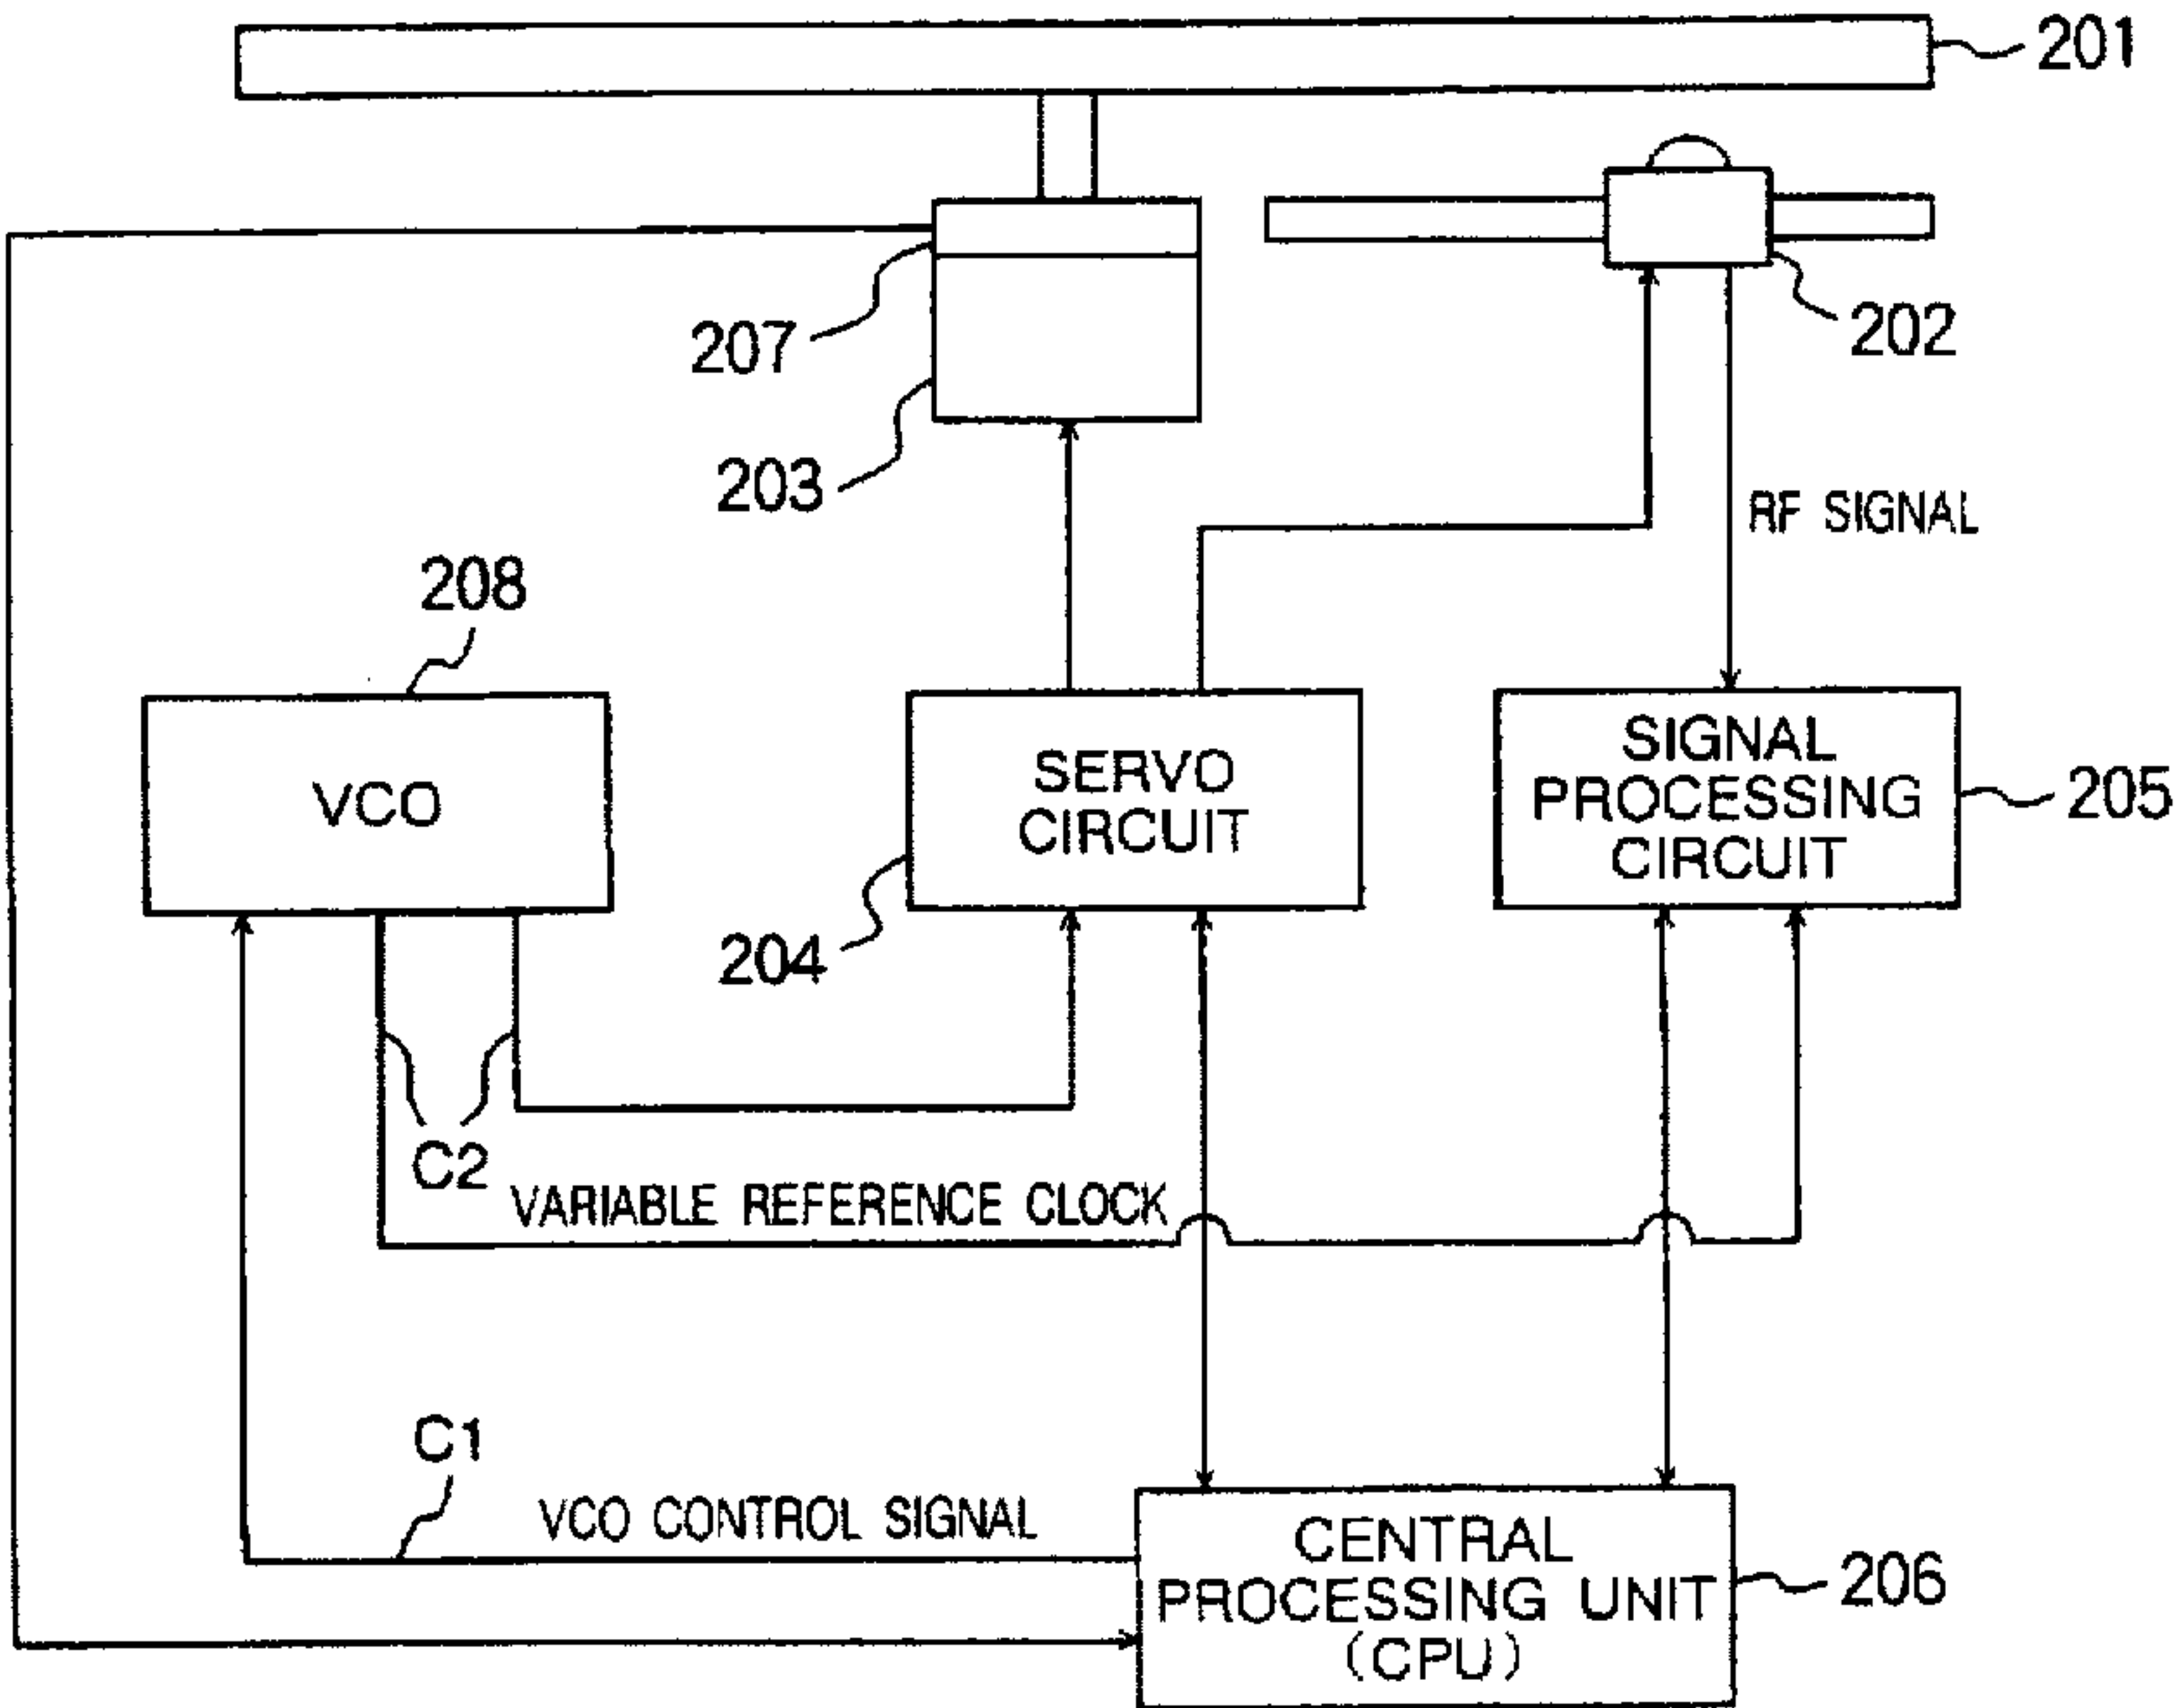 201
202
207
203
RF SIGNAL
208
VCO
SERVO
CIRCUIT
SIGNAL
PROCESSING
CIRCUIT
205
204
C2
VARIABLE REFERENCE CLOCK
C1
VCO CONTROL SIGNAL
CENTRAL
PROCESSING UNIT
(CPU)
206